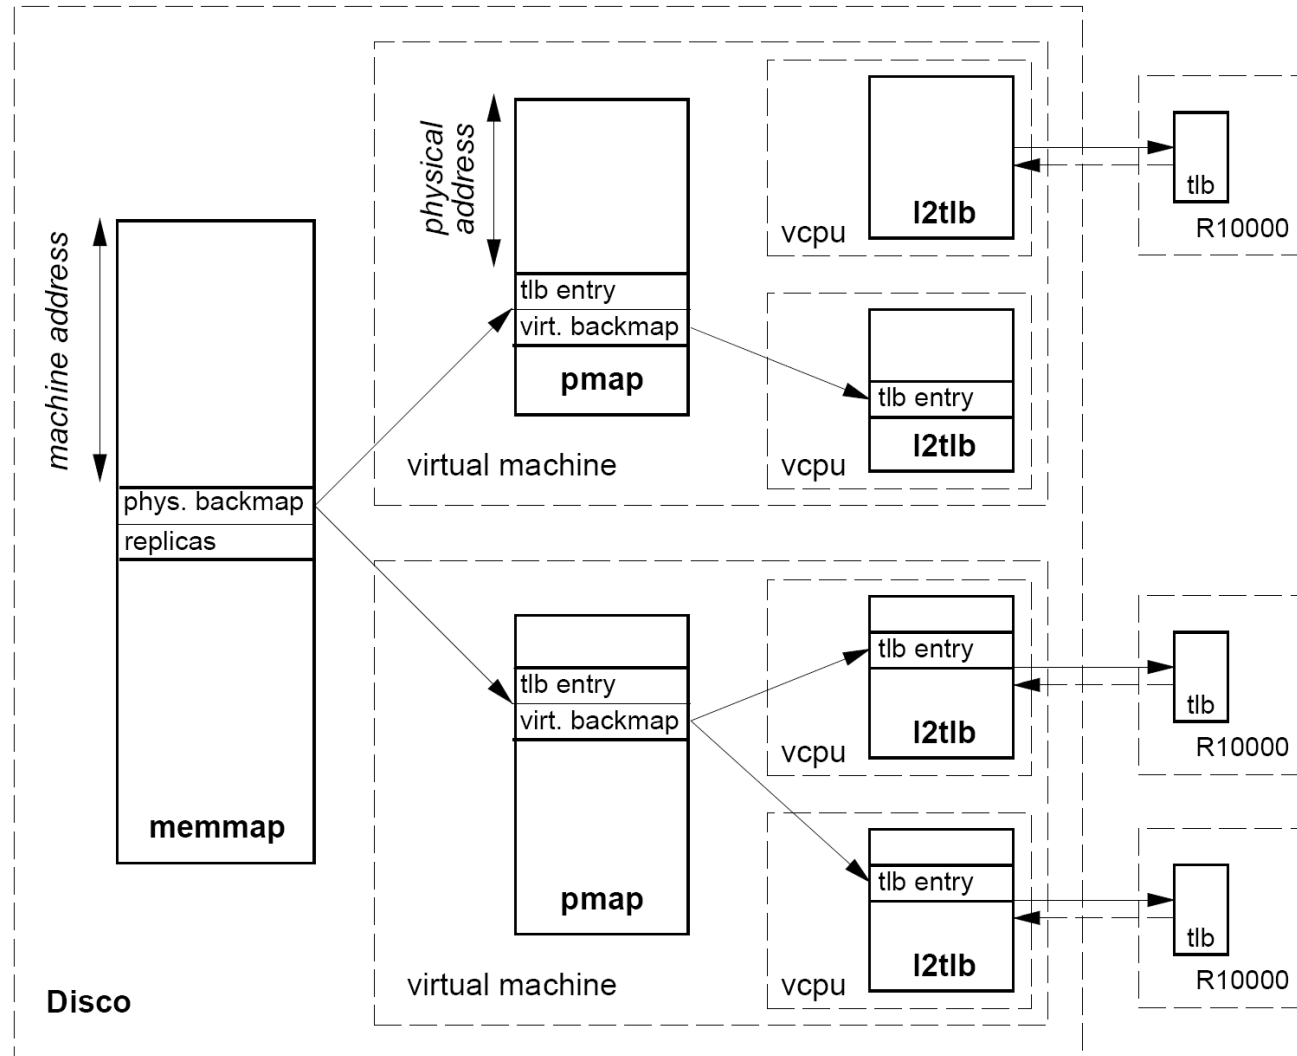 machine address
phys. backmap
replicas
memmap
Disco
physical
address
tlb entry
virt. backmap
pmap
virtual machine
l2tlb
vcpu
tlb
R10000
tlb entry
l2tlb
vcpu
tlb entry
virt. backmap
pmap
virtual machine
tlb entry
l2tlb
vcpu
tlb
R10000
tlb entry
l2tlb
vcpu
tlb
R10000